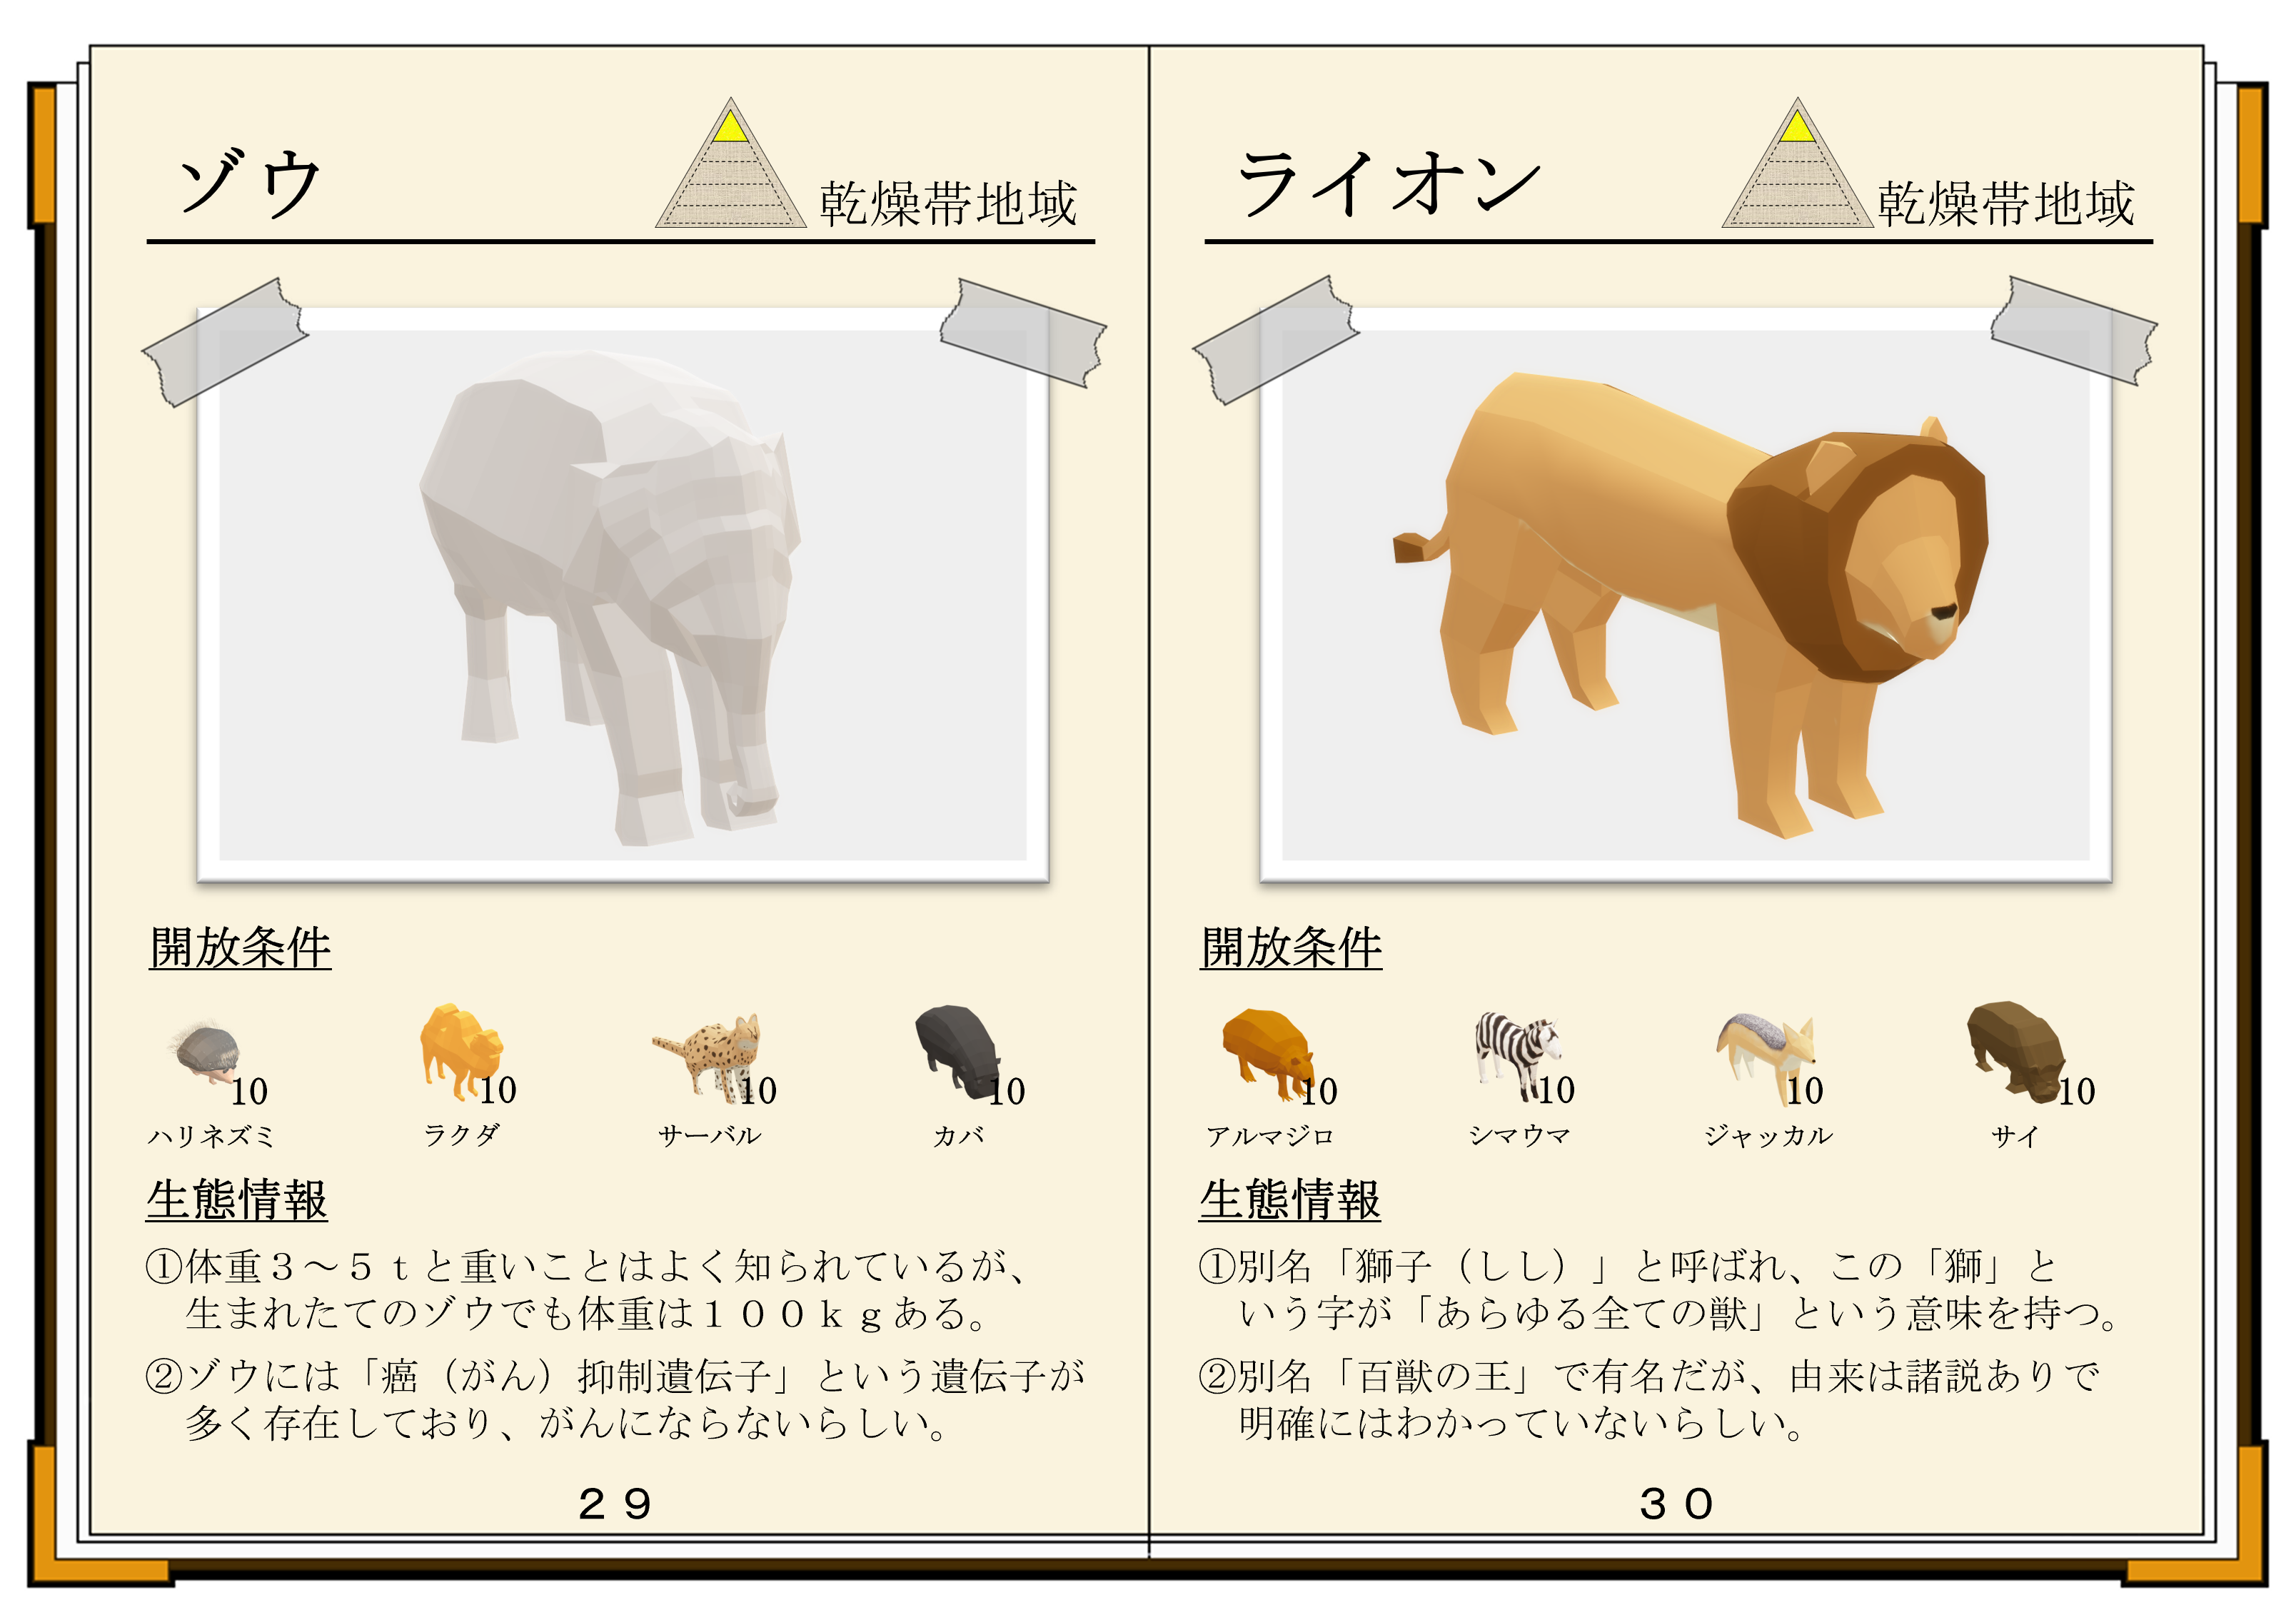 ゾウ
乾燥帯地域
開放条件
10
10
10
10
ハリネズミ
ラクダ
サーバル
カバ
生態情報
①体重３～５ｔと重いことはよく知られているが、
生まれたてのゾウでも体重は１００ｋｇある。
②ゾウには「癌（がん）抑制遺伝子」という遺伝子が
多く存在しており、がんにならないらしい。
２９
ライオン
乾燥帯地域
開放条件
10
10
10
10
アルマジロ
シマウマ
ジャッカル
サイ
生態情報
①別名「獅子（しし）」と呼ばれ、この「獅」と
いう字が「あらゆる全ての獣」という意味を持つ。
②別名「百獣の王」で有名だが、由来は諸説ありで
明確にはわかっていないらしい。
３０